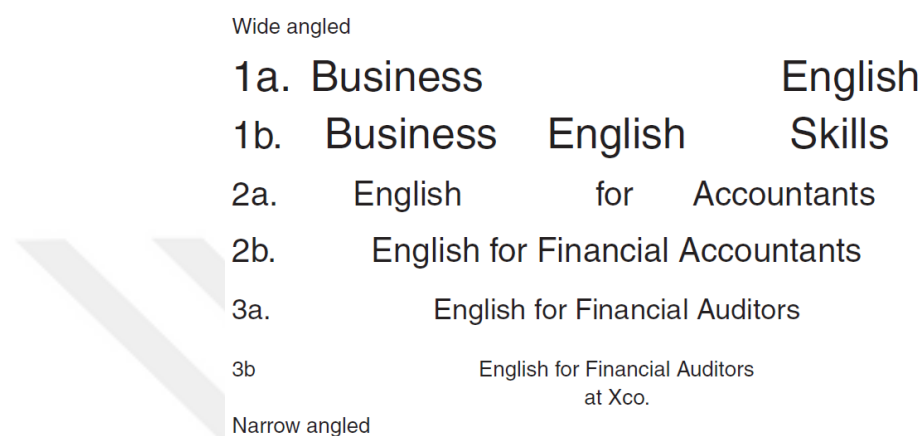 Wide angled
1a. Business English
1b. Business English Skills
2a. English for Accountants
2b. English for Financial Accountants
3a. English for Financial Auditors
3b English for Financial Auditors
at Xco.
Narrow angled